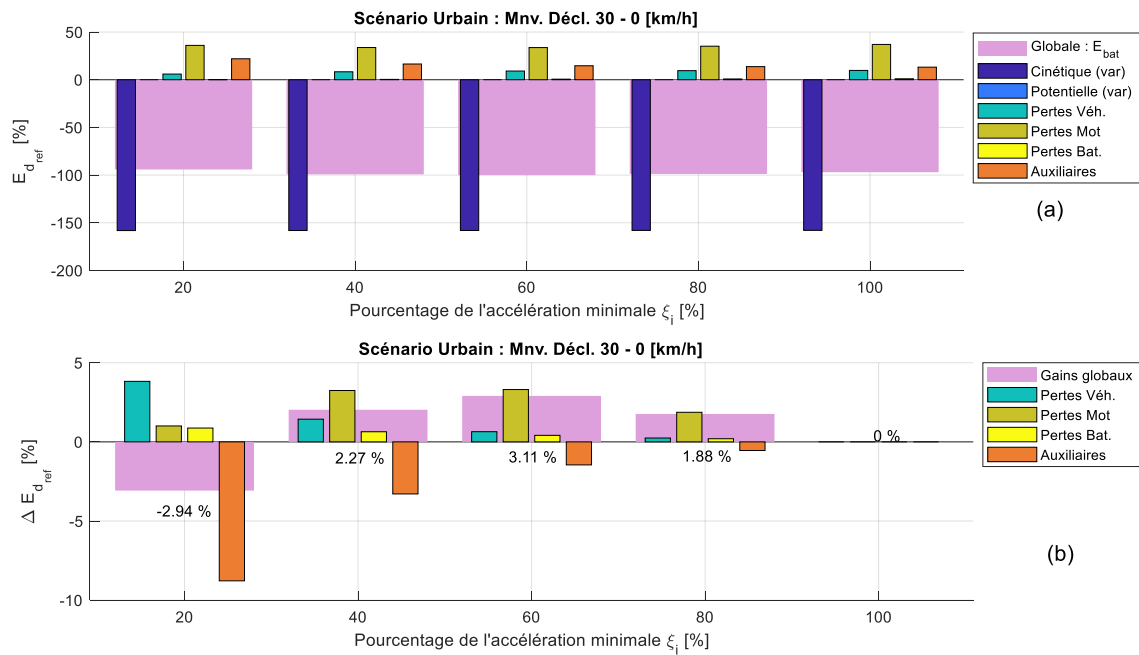 Scénario Urbain : Mnv. Décl. 30 - 0 [km/h]
50
0
-50
-100
-150
-200
E_d_ref [%]
20 40 60 80 100
Pourcentage de l'accélération minimale ξ_i [%]
Globale : E_bat
Cinétique (var)
Potentielle (var)
Pertes Véh.
Pertes Mot
Pertes Bat.
Auxiliaires
(a)
Scénario Urbain : Mnv. Décl. 30 - 0 [km/h]
5
0
-5
-10
Δ E_d_ref [%]
-2.94 %
2.27 %
3.11 %
1.88 %
0 %
20 40 60 80 100
Pourcentage de l'accélération minimale ξ_i [%]
Gains globaux
Pertes Véh.
Pertes Mot
Pertes Bat.
Auxiliaires
(b)